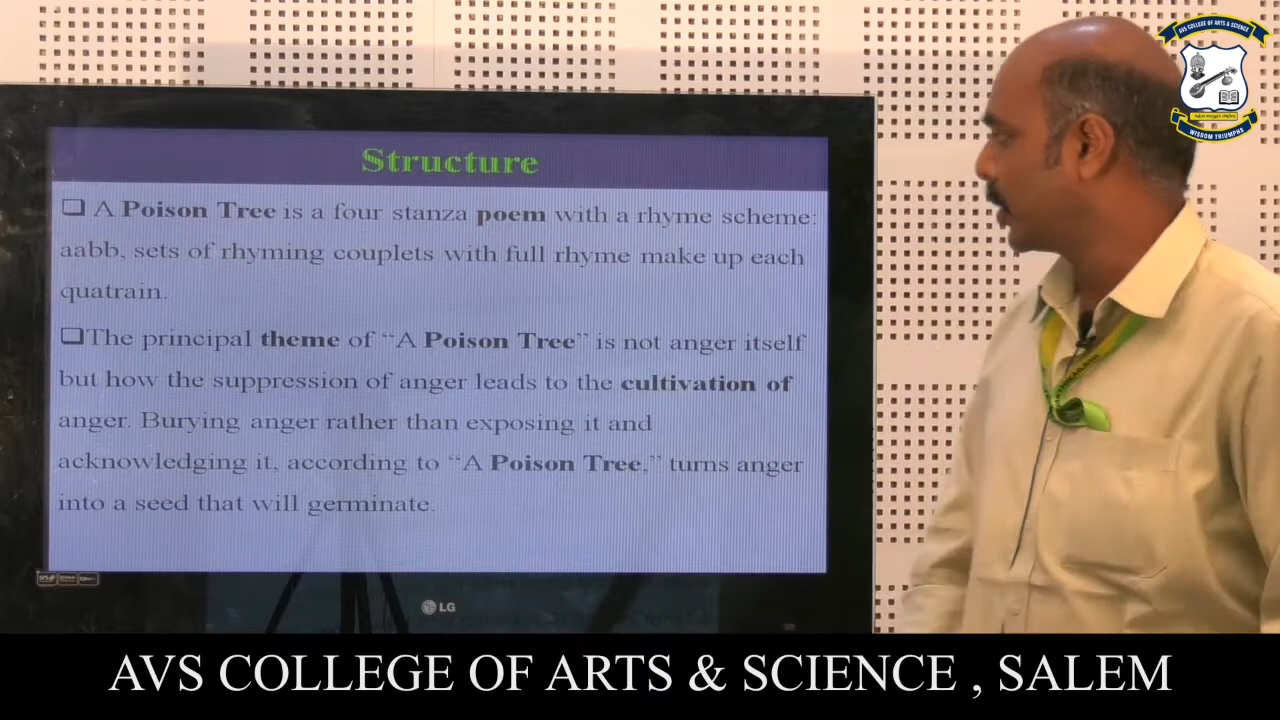 AVS COLLEGE OF ARTS & SCIENCE
WISDOM TRIUMPHS
Structure
❑ A Poison Tree is a four stanza poem with a rhyme scheme:
aabb, sets of rhyming couplets with full rhyme make up each
quatrain.
❑The principal theme of “A Poison Tree” is not anger itself
but how the suppression of anger leads to the cultivation of
anger. Burying anger rather than exposing it and
acknowledging it, according to “A Poison Tree,” turns anger
into a seed that will germinate.
LG
AVS COLLEGE OF ARTS & SCIENCE , SALEM